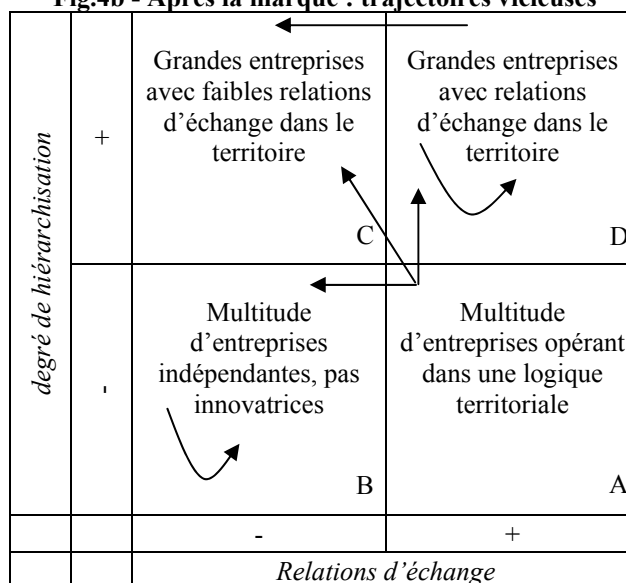 Fig.4b - Après la marque : trajectoires vicieuses
degré de hiérarchisation
+
Grandes entreprises
avec faibles relations
d’échange dans le
territoire
C
Grandes entreprises
avec relations
d’échange dans le
territoire
D
-
Multitude
d’entreprises
indépendantes, pas
innovatrices
B
Multitude
d’entreprises opérant
dans une logique
territoriale
A
-
+
Relations d’échange